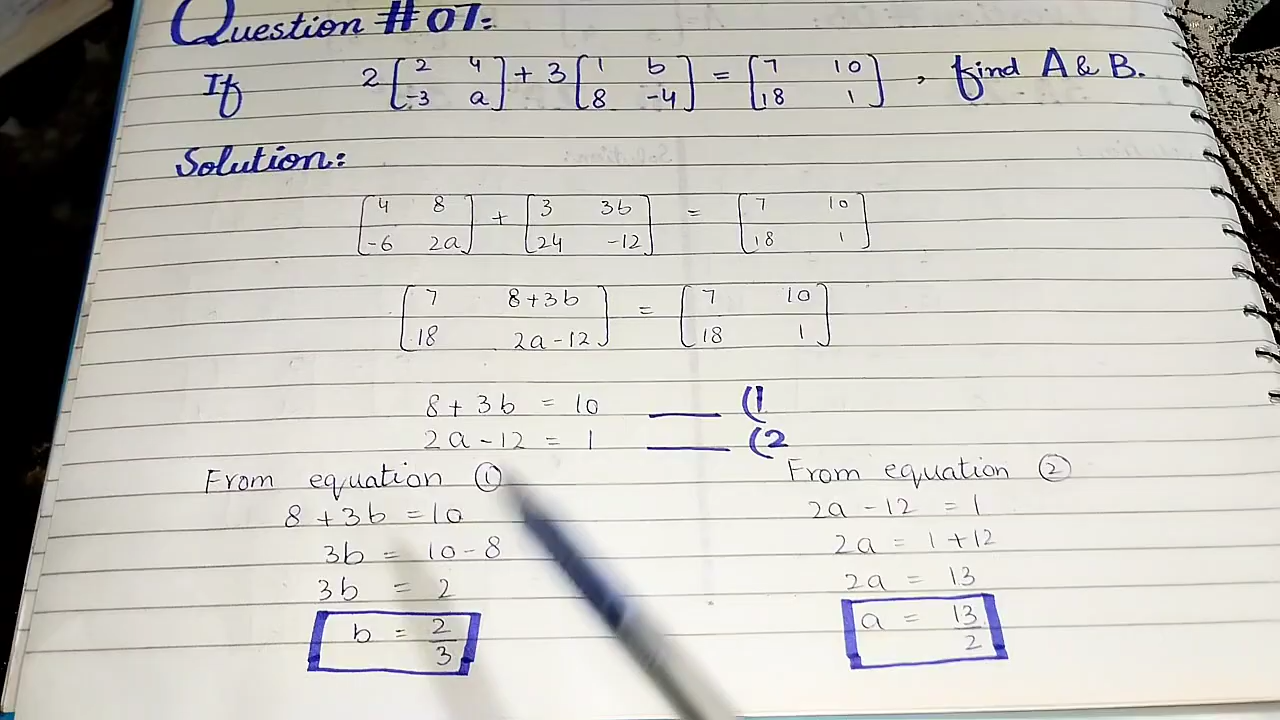 Question #01:
If 2[2 4] + 3[1 b] = [7 10], find A & B.
[-3 a] [8 -4] [18 1]
Solution:
[4 8] + [3 3b] = [7 10]
[-6 2a] [24 -12] [18 1]
[7 8+3b] = [7 10]
[18 2a-12] [18 1]
8 + 3b = 10 ____ (1
2a - 12 = 1 ____ (2
From equation ①
8 + 3b = 10
3b = 10 - 8
3b = 2
b = 2/3
From equation ②
2a - 12 = 1
2a = 1 + 12
2a = 13
a = 13/2